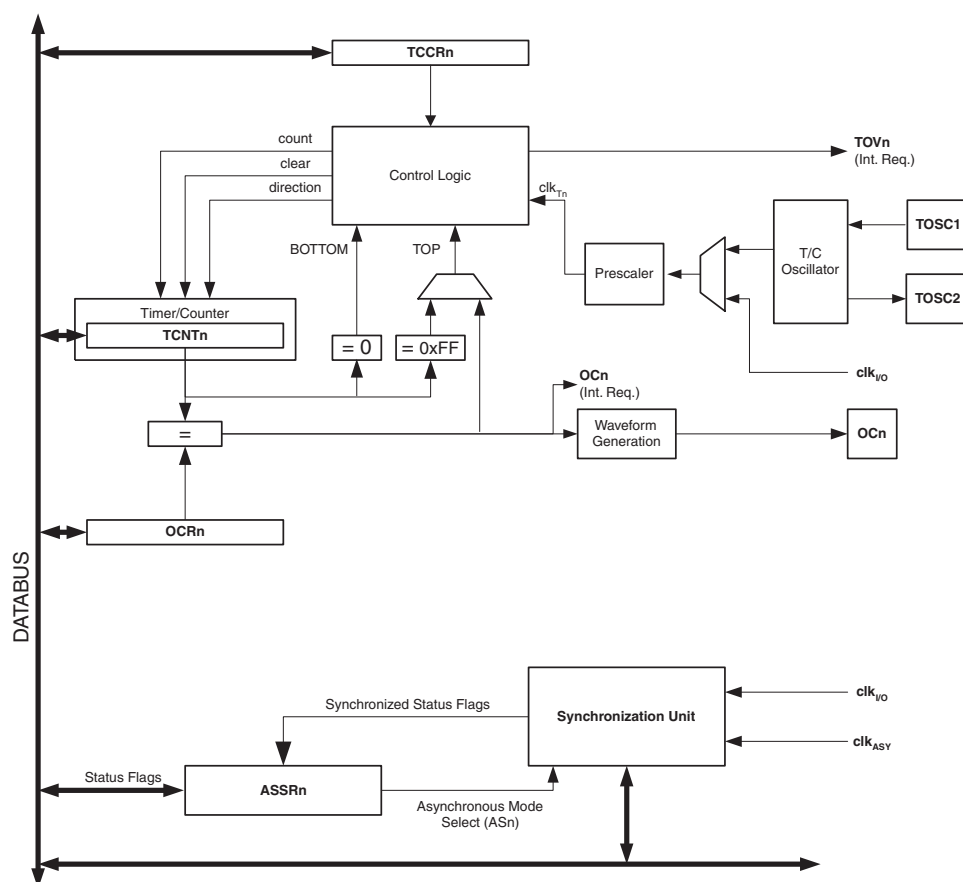 TCCRn
count
clear
direction
Control Logic
TOVn
(Int. Req.)
clkTn
BOTTOM
TOP
Prescaler
T/C
Oscillator
TOSC1
TOSC2
Timer/Counter
TCNTn
= 0
= 0xFF
OCn
(Int. Req.)
clkI/O
=
Waveform
Generation
OCn
OCRn
DATABUS
Synchronized Status Flags
Synchronization Unit
clkI/O
clkASY
Status Flags
ASSRn
Asynchronous Mode
Select (ASn)